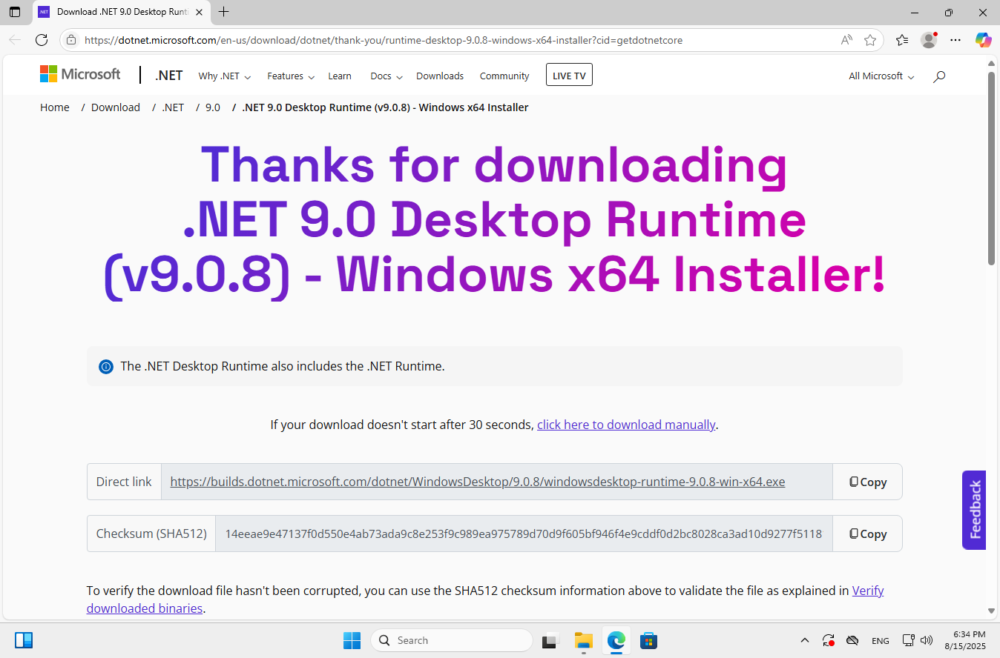 Download .NET 9.0 Desktop Runti
https://dotnet.microsoft.com/en-us/download/dotnet/thank-you/runtime-desktop-9.0.8-windows-x64-installer?cid=getdotnetcore
Microsoft .NET Why .NET Features Learn Docs Downloads Community LIVE TV All Microsoft
Home / Download / .NET / 9.0 / .NET 9.0 Desktop Runtime (v9.0.8) - Windows x64 Installer
Thanks for downloading
.NET 9.0 Desktop Runtime
(v9.0.8) - Windows x64 Installer!
The .NET Desktop Runtime also includes the .NET Runtime.
If your download doesn't start after 30 seconds, click here to download manually.
Direct link https://builds.dotnet.microsoft.com/dotnet/WindowsDesktop/9.0.8/windowsdesktop-runtime-9.0.8-win-x64.exe Copy
Checksum (SHA512) 14eeae9e47137f0d550e4ab73ada9c8e253f9c989ea975789d70d9f605bf946f4e9cddf0d2bc8028ca3ad10d9277f5118 Copy
Feedback
To verify the download file hasn't been corrupted, you can use the SHA512 checksum information above to validate the file as explained in Verify
downloaded binaries.
Search
ENG
6:34 PM
8/15/2025